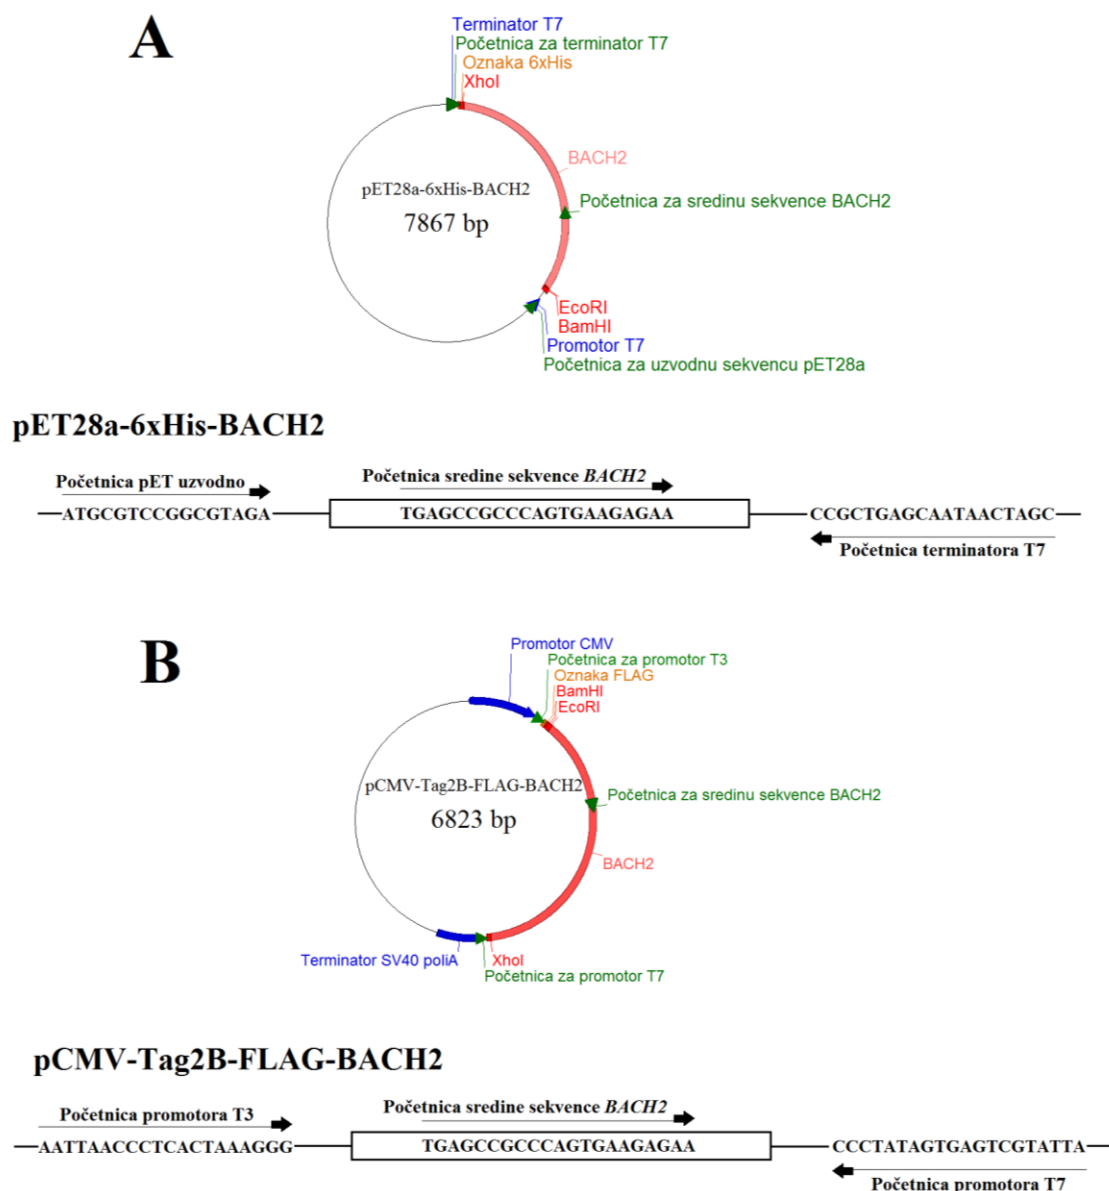 A
Terminator T7
Početnica za terminator T7
Oznaka 6xHis
XhoI
BACH2
pET28a-6xHis-BACH2
7867 bp
Početnica za sredinu sekvence BACH2
EcoRI
BamHI
Promotor T7
Početnica za uzvodnu sekvencu pET28a
pET28a-6xHis-BACH2
Početnica pET uzvodno
Početnica sredine sekvence BACH2
ATGCGTCCGGCGTAGA
TGAGCCGCCCAGTGAAGAGAA
CCGCTGAGCAATAACTAGC
Početnica terminatora T7
B
Promotor CMV
Početnica za promotor T3
Oznaka FLAG
BamHI
EcoRI
pCMV-Tag2B-FLAG-BACH2
6823 bp
Početnica za sredinu sekvence BACH2
BACH2
Terminator SV40 poliA
XhoI
Početnica za promotor T7
pCMV-Tag2B-FLAG-BACH2
Početnica promotora T3
Početnica sredine sekvence BACH2
AATTAACCCTCACTAAAGGG
TGAGCCGCCCAGTGAAGAGAA
CCCTATAGTGAGTCGTATTA
Početnica promotora T7